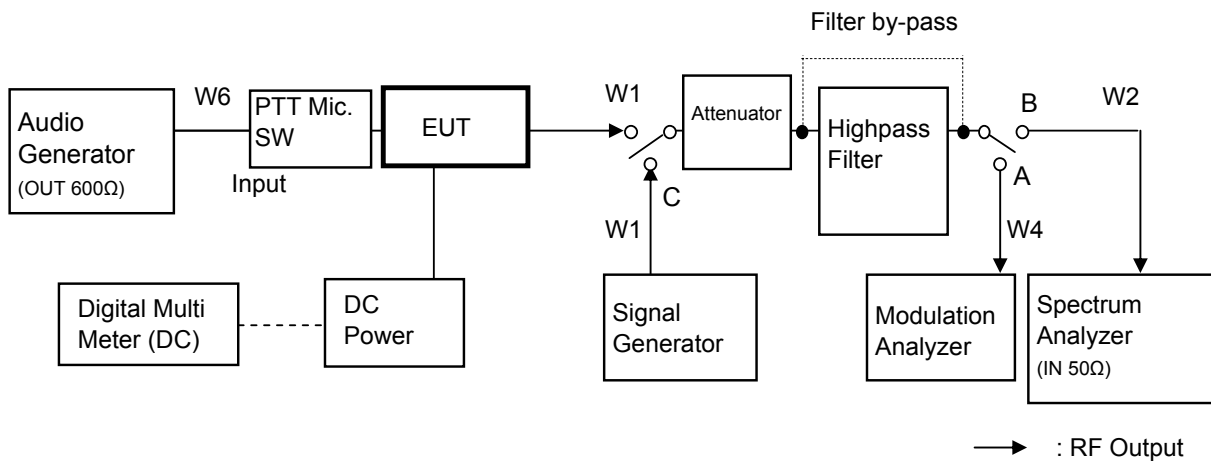 Filter by-pass
Audio
Generator
(OUT 600Ω)
W6
PTT Mic.
SW
Input
EUT
W1
C
W1
Attenuator
Highpass
Filter
B
A
W2
W4
Digital Multi
Meter (DC)
DC
Power
Signal
Generator
Modulation
Analyzer
Spectrum
Analyzer
(IN 50Ω)
: RF Output